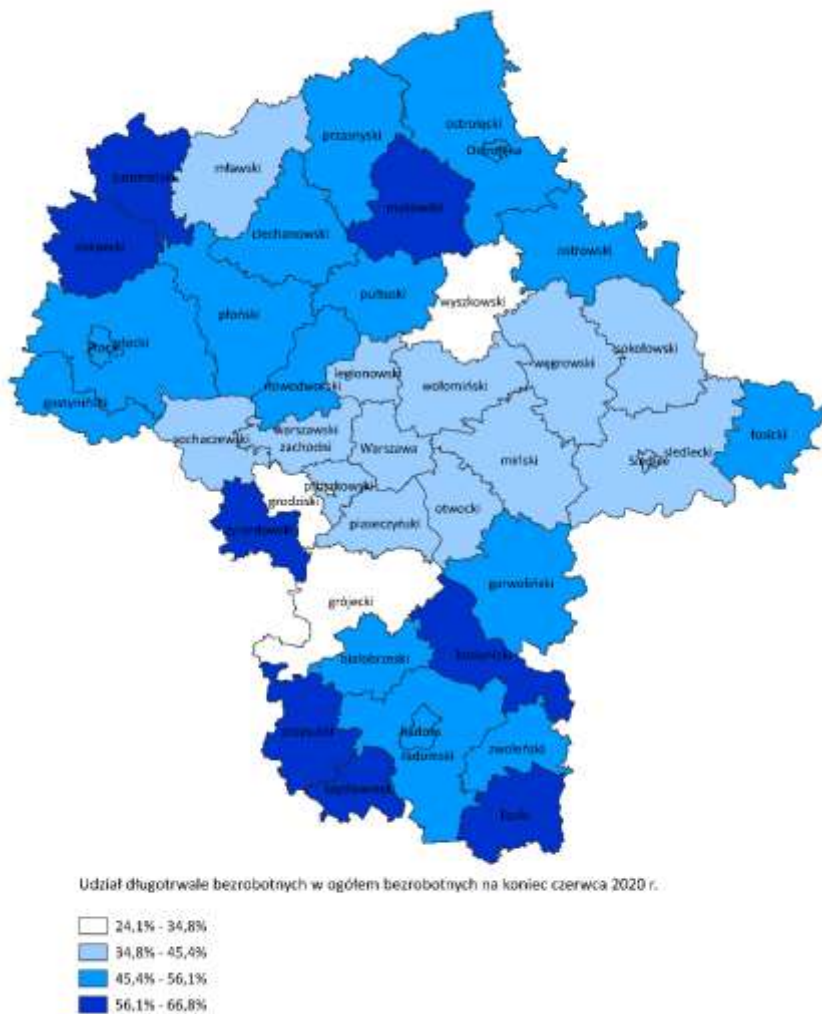 przasnyski
ostrołęcki
Ostrołęka
mławski
żuromiński
makowski
ciechanowski
sierpecki
ostrowski
pułtuski
wyszkowski
płoński
Płock
płocki
sokołowski
węgrowski
legionowski
wołomiński
nowodworski
gostyniński
łosicki
sochaczewski
warszawski
zachodni
Warszawa
miński
Siedlce
siedlecki
pruszkowski
grodziski
otwocki
piaseczyński
żyrardowski
garwoliński
grójecki
kozienicki
białobrzeski
przysuski
Radom
radomski
zwoleński
szydłowiecki
lipski
Udział długotrwale bezrobotnych w ogółem bezrobotnych na koniec czerwca 2020 r.
24,1% - 34,8%
34,8% - 45,4%
45,4% - 56,1%
56,1% - 66,8%